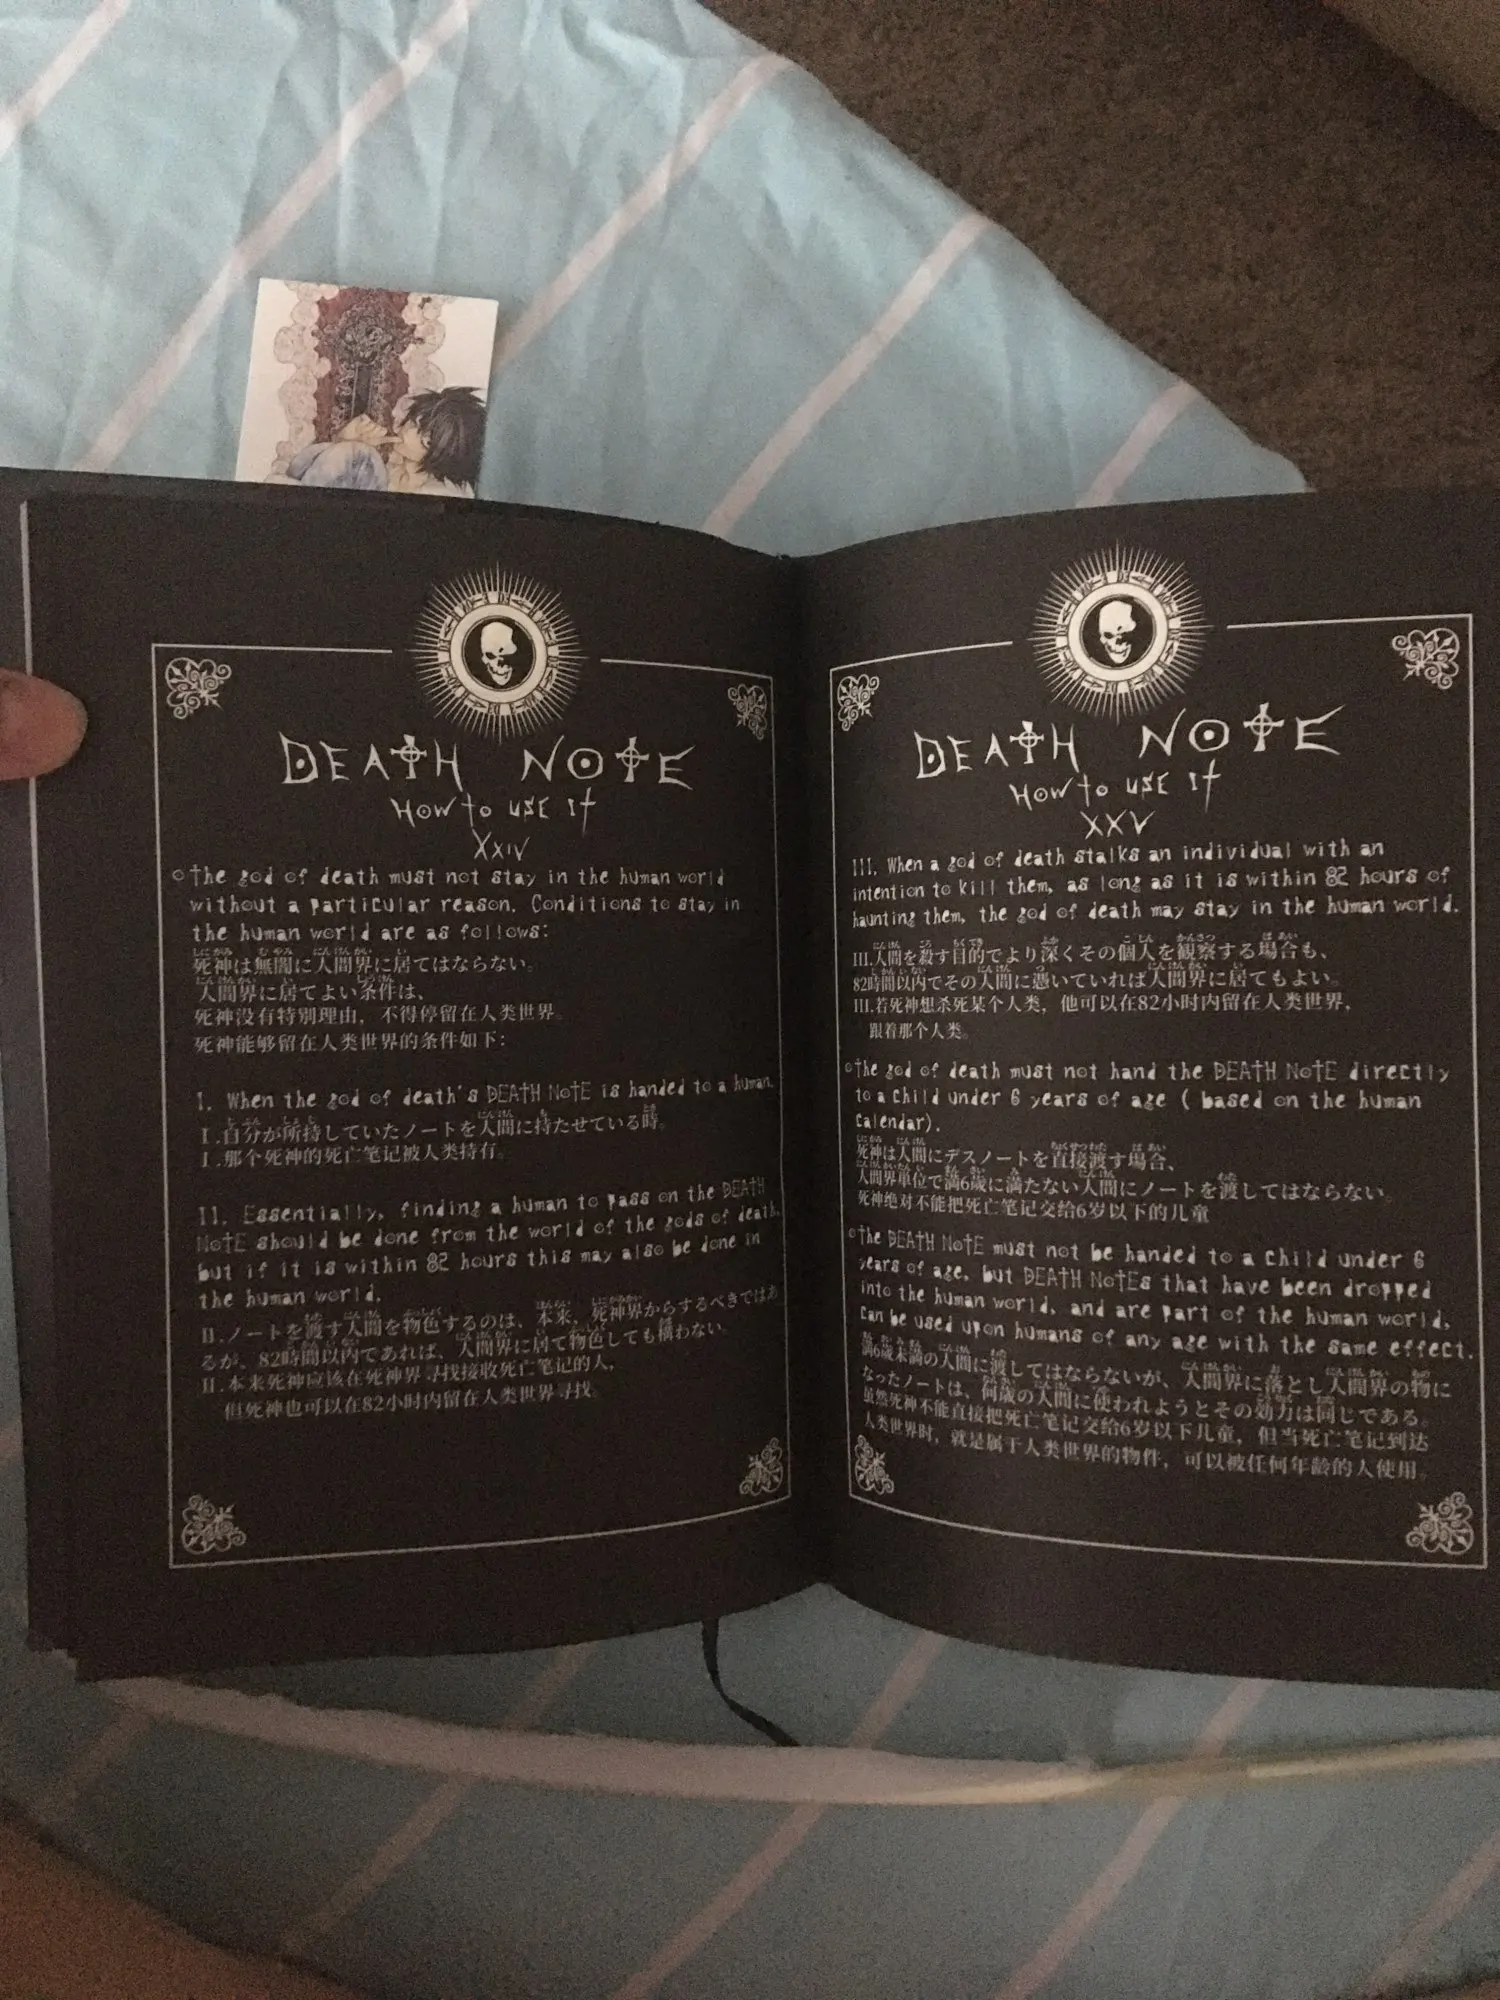 DEATH NOTE
HOW TO USE IT
XXIV
The god of death must not stay in the human world
without a particular reason. Conditions to stay in
the human world are as follows:
死神は無闇に人間界に居てはならない。
人間界に居てよい条件は、
死神没有特别理由，不得停留在人类世界。
死神能够留在人类世界的条件如下：
I. When the god of death's DEATH NOTE is handed to a human.
I.自分が所持していたノートを人間に持たせている時。
I.那个死神的死亡笔记被人类持有。
II. Essentially, finding a human to pass on the DEATH
NOTE should be done from the world of the gods of death,
but if it is within 82 hours this may also be done in
the human world.
II.ノートを渡す人間を物色するのは、本来、死神界からするべきではあ
るが、82時間以内であれば、人間界に居て物色しても構わない。
II.本来死神应该在死神界寻找接收死亡笔记的人，
但死神也可以在82小时内留在人类世界寻找。
DEATH NOTE
HOW TO USE IT
XXV
III. When a god of death stalks an individual with an
intention to kill them, as long as it is within 82 hours of
haunting them, the god of death may stay in the human world.
III.人間を殺す目的でより深くその個人を観察する場合も、
82時間以内でその人間に憑いていれば人間界に居てもよい。
III.若死神想杀死某个人类，他可以在82小时内留在人类世界，
跟着那个人类。
The god of death must not hand the DEATH NOTE directly
to a child under 6 years of age ( based on the human
calendar).
死神は人間にデスノートを直接渡す場合、
人間界単位で満6歳に満たない人間にノートを渡してはならない。
死神绝对不能把死亡笔记交给6岁以下的儿童
The DEATH NOTE must not be handed to a child under 6
years of age, but DEATH NOTEs that have been dropped
into the human world, and are part of the human world,
can be used upon humans of any age with the same effect.
満6歳未満の人間に渡してはならないが、人間界に落とし人間界の物に
なったノートは、何歳の人間に使われようとその効力は同じである。
虽然死神不能直接把死亡笔记交给6岁以下儿童，但当死亡笔记到达
人类世界时，就是属于人类世界的物件，可以被任何年龄的人使用。